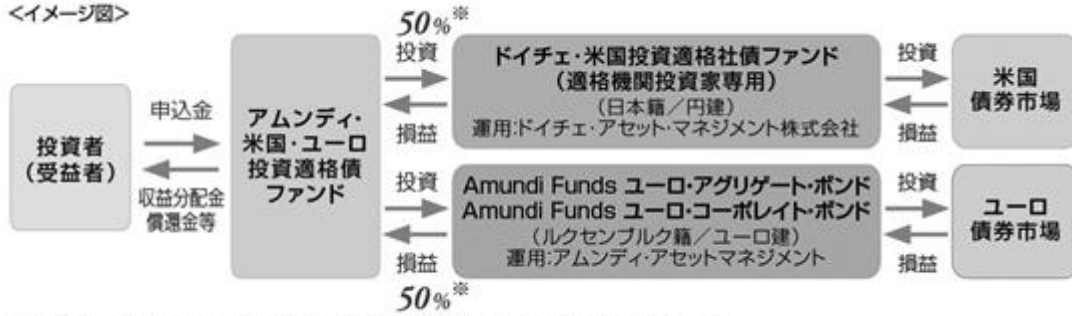 <イメージ図>
投資者
(受益者)
申込金
収益分配金
償還金等
アムンディ・
米国・ユーロ
投資適格債
ファンド
50%※
投資
損益
ドイチェ・米国投資適格社債ファンド
(適格機関投資家専用)
(日本籍/円建)
運用:ドイチェ・アセット・マネジメント株式会社
投資
損益
米国
債券市場
投資
損益
50%※
Amundi Funds ユーロ・アグリゲート・ボンド
Amundi Funds ユーロ・コーポレイト・ボンド
(ルクセンブルク籍/ユーロ建)
運用:アムンディ・アセットマネジメント
投資
損益
ユーロ
債券市場